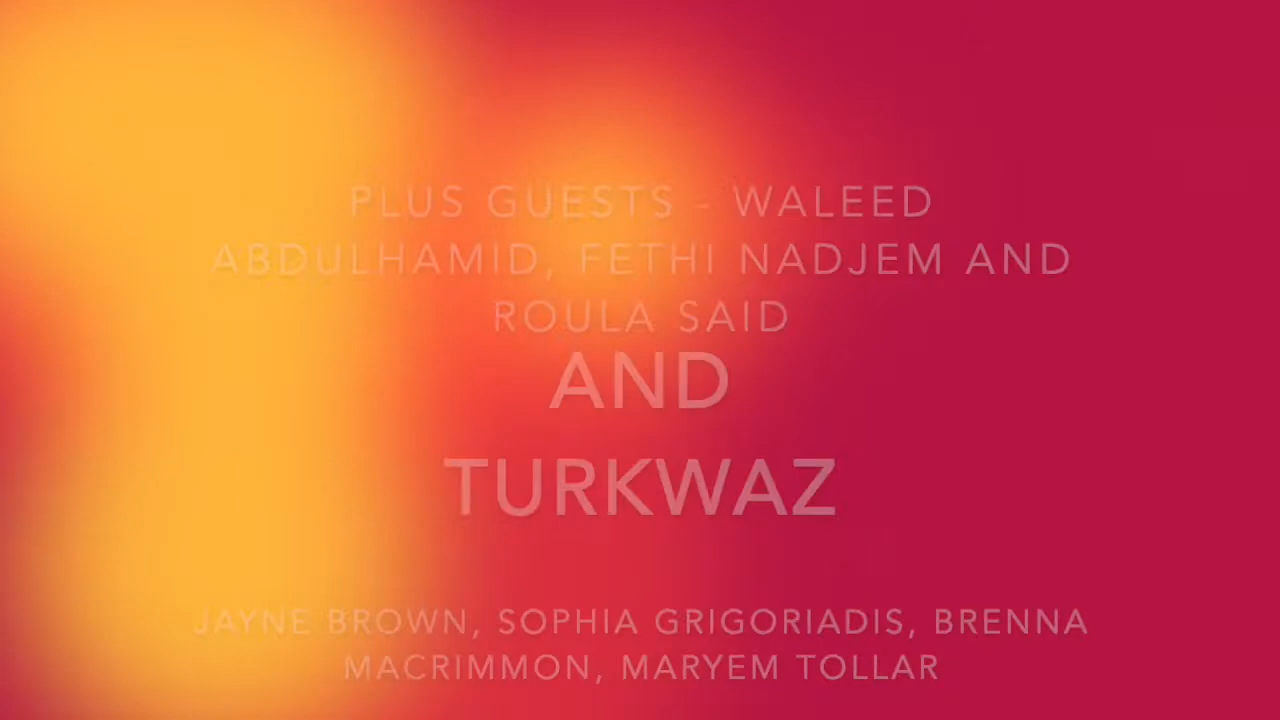 PLUS GUESTS - WALEED
ABDULHAMID, FETHI NADJEM AND
ROULA SAID
AND
TURKWAZ
JAYNE BROWN, SOPHIA GRIGORIADIS, BRENNA
MACRIMMON, MARYEM TOLLAR